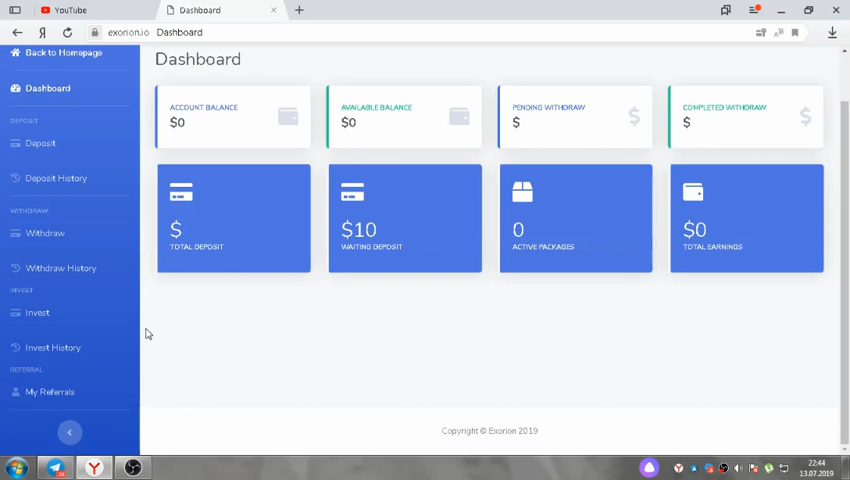 YouTube
Dashboard
exorion.io Dashboard
Back to Homepage
Dashboard
DEPOSIT
Deposit
Deposit History
WITHDRAW
Withdraw
Withdraw History
INVEST
Invest
Invest History
REFERRAL
My Referrals
Dashboard
ACCOUNT BALANCE
$0
AVAILABLE BALANCE
$0
PENDING WITHDRAW
$
COMPLETED WITHDRAW
$
$
TOTAL DEPOSIT
$10
WAITING DEPOSIT
0
ACTIVE PACKAGES
$0
TOTAL EARNINGS
Copyright © Exorion 2019
22:44
13.07.2019